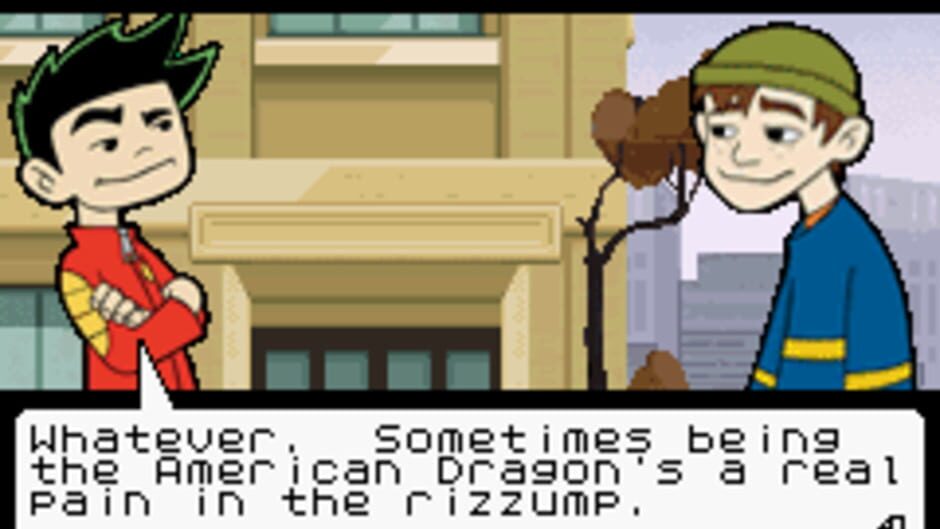 Whatever. Sometimes being
the American Dragon's a real
pain in the rizzump.